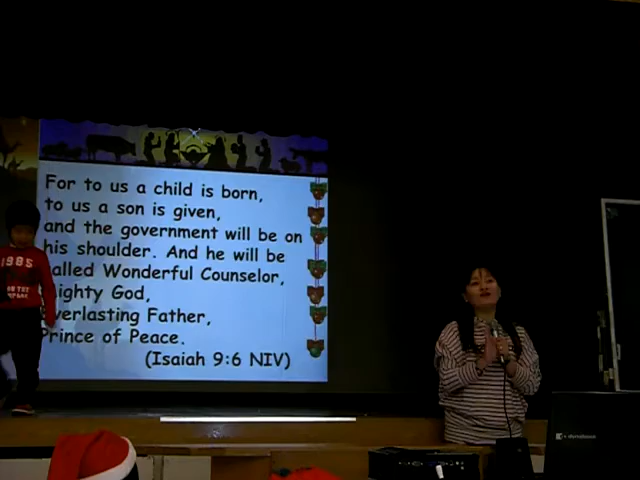 For to us a child is born,
to us a son is given,
and the government will be on
his shoulder. And he will be
alled Wonderful Counselor,
ighty God,
verlasting Father,
Prince of Peace.
(Isaiah 9:6 NIV)
1985